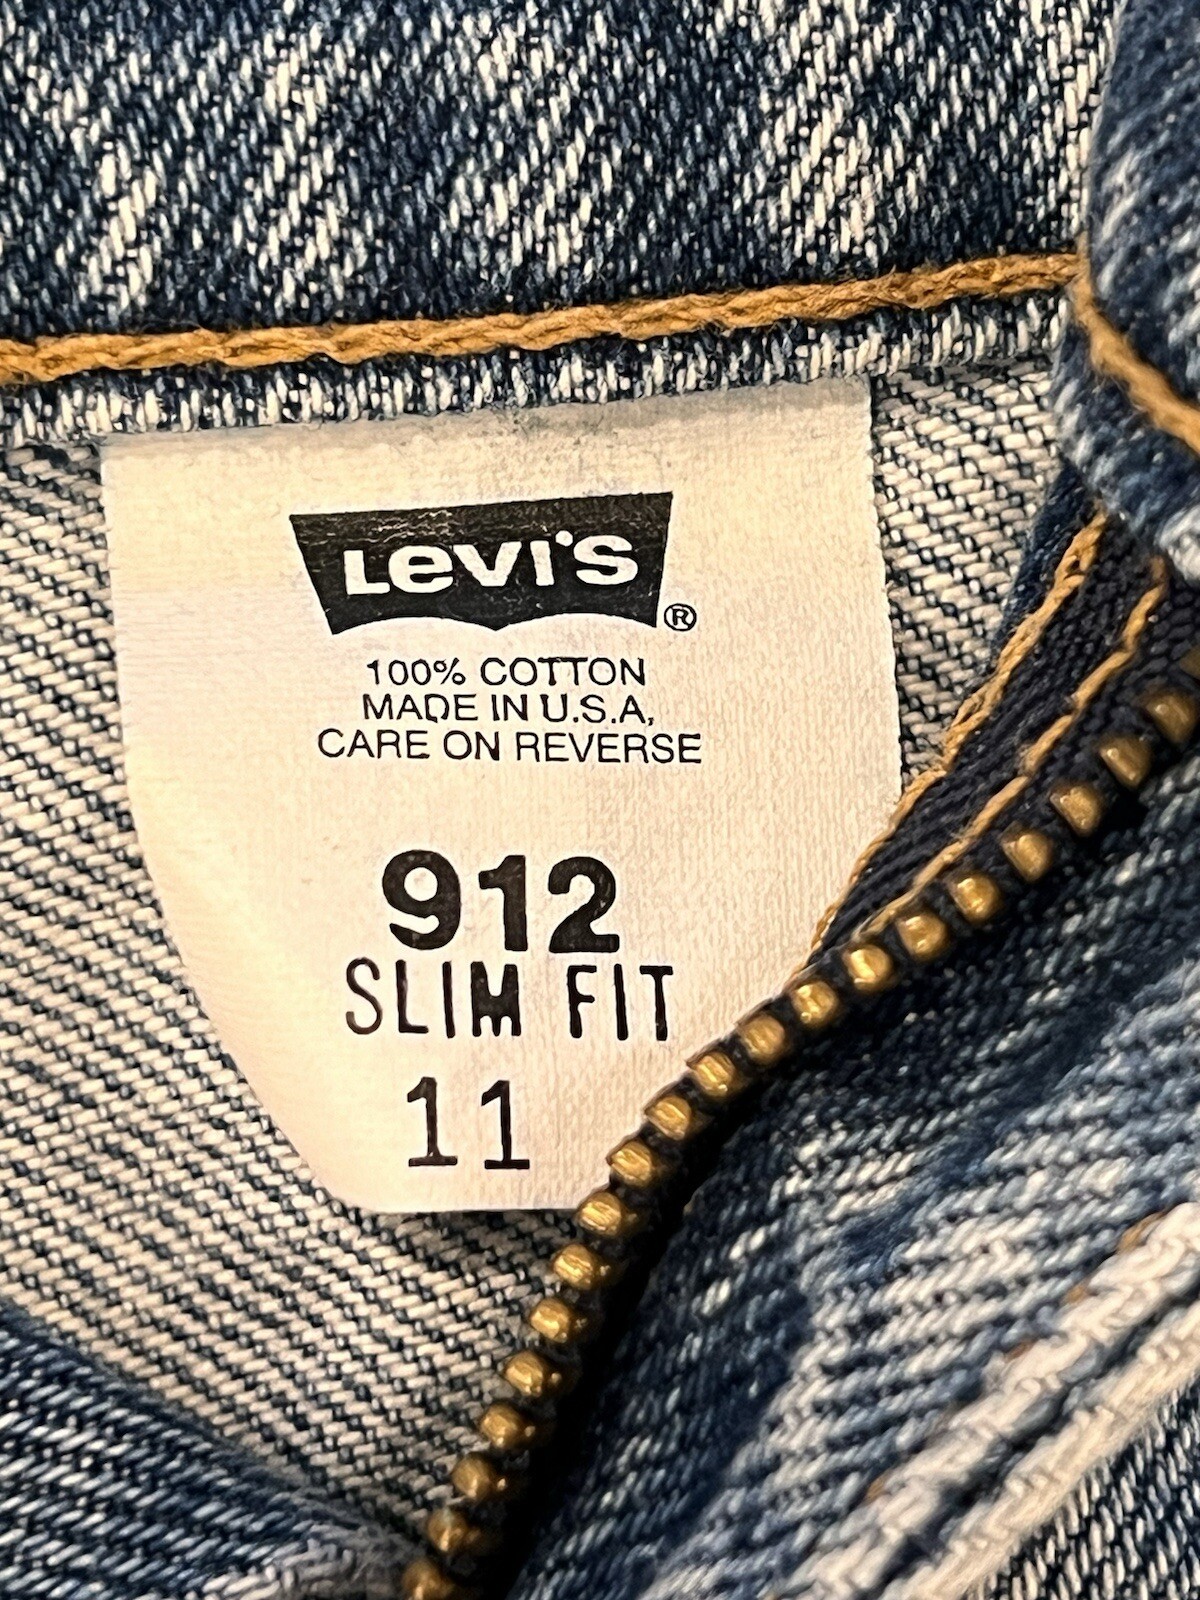 Levi's ®
100% COTTON
MADE IN U.S.A,
CARE ON REVERSE
912
SLIM FIT
11